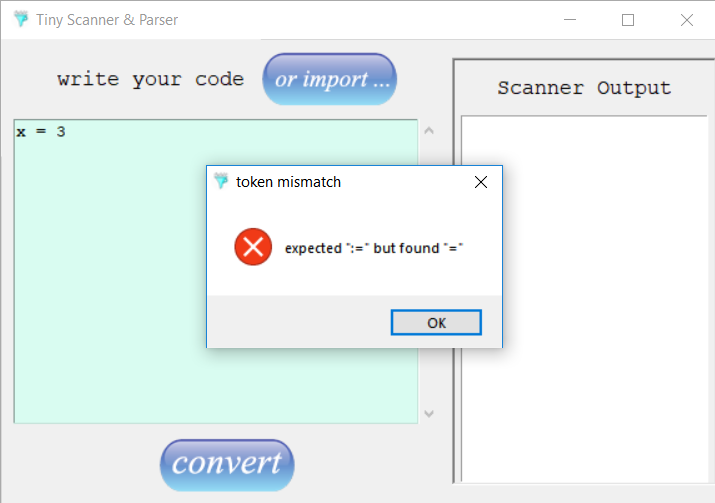 Tiny Scanner & Parser
write your code
or import ...
Scanner Output
x = 3
token mismatch
expected ":=" but found "="
OK
convert